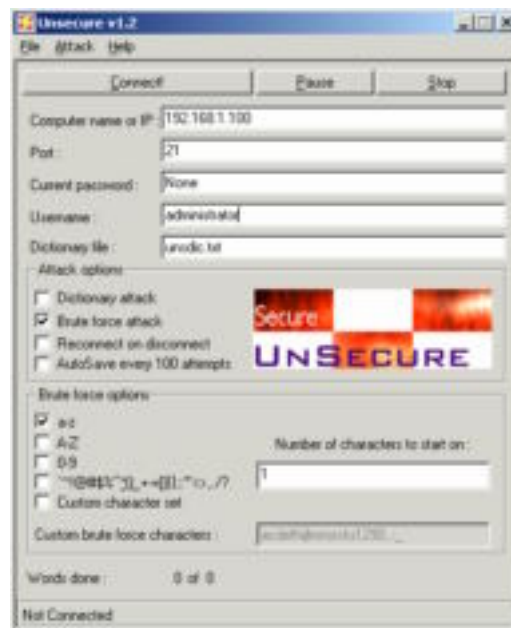 Unsecure v1.2
File Attack Help
Connect! Pause Stop
Computer name or IP: 192.168.1.100
Port: 21
Current password: None
Username: administrator
Dictionary file: unsdic.txt
Attack options
Dictionary attack
Brute force attack
Reconnect on disconnect
AutoSave every 100 attempts
Secure
UNSECURE
Brute force options
a-z
A-Z
0-9
Custom character set
Number of characters to start on:
1
Custom brute force characters:
Words done: 0 of 0
Not Connected